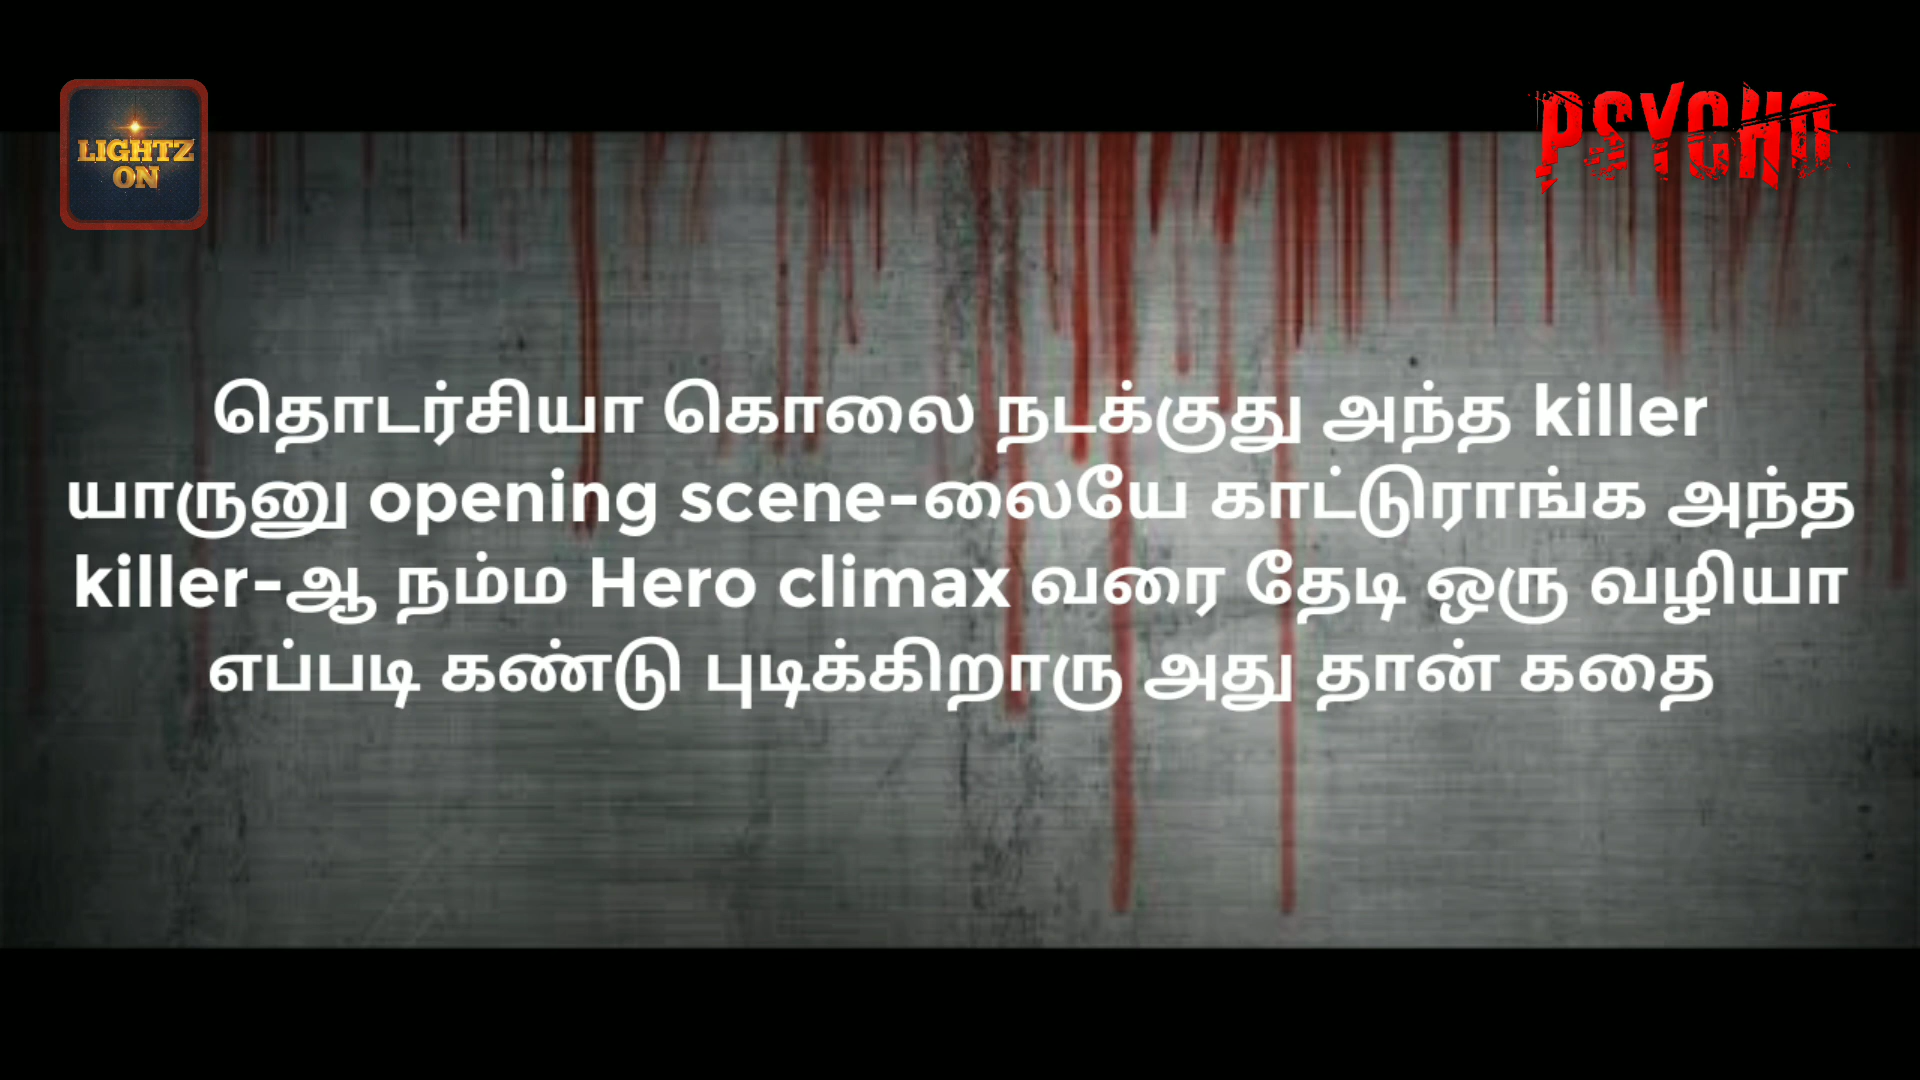 LIGHTZ
ON
PSYCHO
தொடர்சியா கொலை நடக்குது அந்த killer
யாருனு opening scene-லையே காட்டுராங்க அந்த
killer-ஆ நம்ம Hero climax வரை தேடி ஒரு வழியா
எப்படி கண்டு புடிக்கிறாரு அது தான் கதை